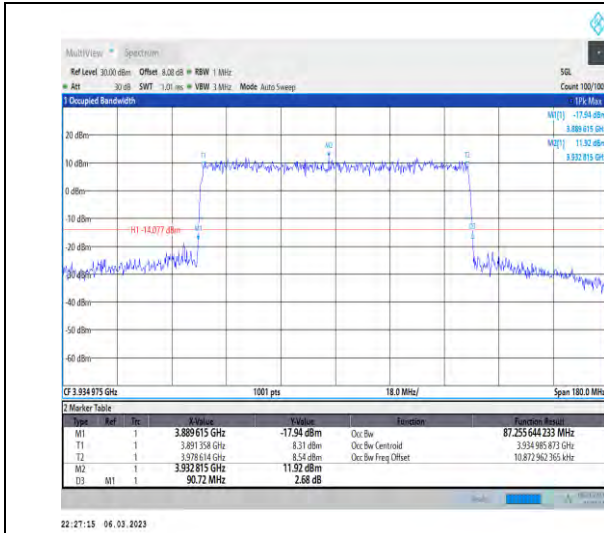 MultiView Spectrum
Ref Level 30.00 dBm Offset 8.08 dB RBW 1 MHz SGL
Att 30 dB SWT 1.01 ms VBW 3 MHz Mode Auto Sweep Count 100/100
1 Occupied Bandwidth 1Pk Max
M1[1] -17.94 dBm
3.889 615 GHz
M2[1] 11.92 dBm
3.932 815 GHz
20 dBm
T1 M2 T2
10 dBm
0 dBm
-10 dBm
H1 -14.077 dBm M1 D3
-20 dBm
-30 dBm
-40 dBm
-50 dBm
-60 dBm
CF 3.934 975 GHz 1001 pts 18.0 MHz/ Span 180.0 MHz
2 Marker Table
Type Ref Trc X-Value Y-Value Function Function Result
M1 1 3.889 615 GHz -17.94 dBm Occ Bw 87.255 644 233 MHz
T1 1 3.891 358 GHz 8.31 dBm Occ Bw Centroid 3.934 985 873 GHz
T2 1 3.978 614 GHz 8.54 dBm Occ Bw Freq Offset 10.872 962 365 kHz
M2 1 3.932 815 GHz 11.92 dBm
D3 M1 1 90.72 MHz 2.68 dB
22:27:15 06.03.2023